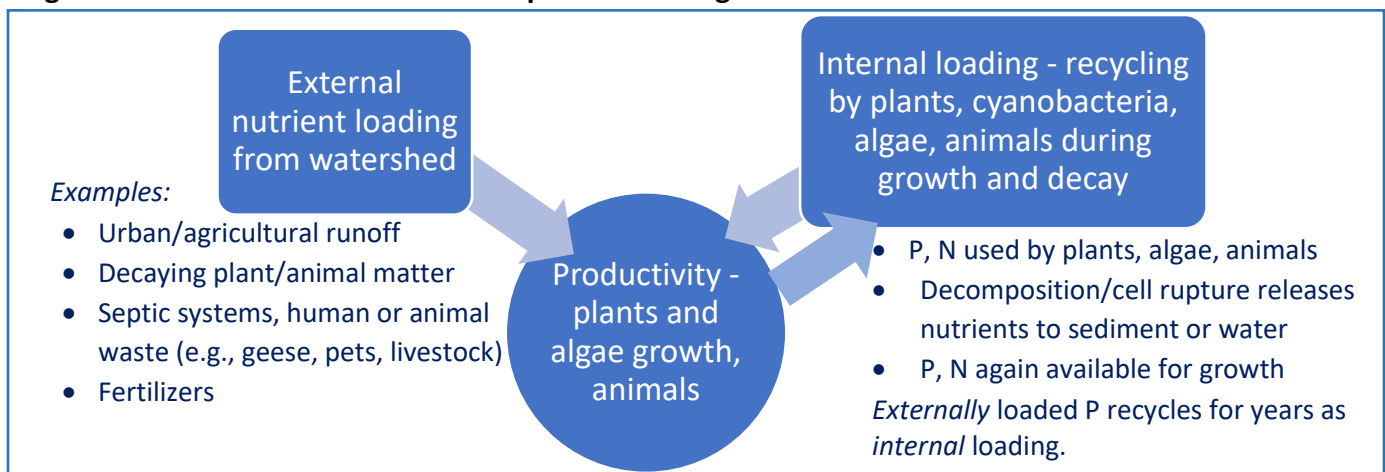 External
nutrient loading
from watershed
Internal loading - recycling
by plants, cyanobacteria,
algae, animals during
growth and decay
Examples:
• Urban/agricultural runoff
• Decaying plant/animal matter
• Septic systems, human or animal
waste (e.g., geese, pets, livestock)
• Fertilizers
Productivity -
plants and
algae growth,
animals
• P, N used by plants, algae, animals
• Decomposition/cell rupture releases
nutrients to sediment or water
• P, N again available for growth
Externally loaded P recycles for years as
internal loading.